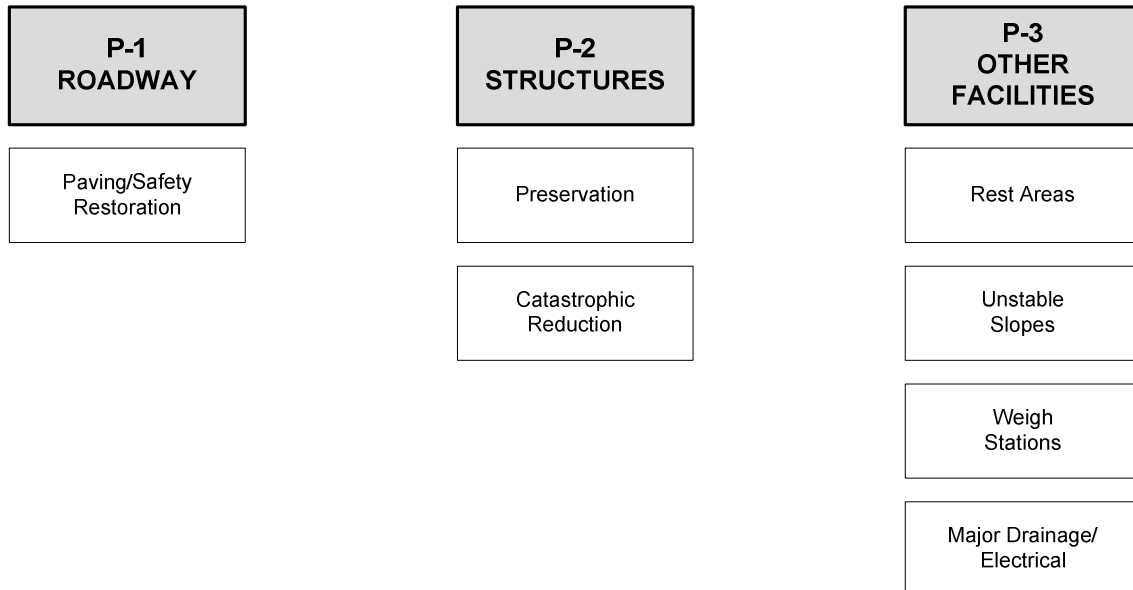 P-1
ROADWAY
Paving/Safety
Restoration
P-2
STRUCTURES
Preservation
Catastrophic
Reduction
P-3
OTHER
FACILITIES
Rest Areas
Unstable
Slopes
Weigh
Stations
Major Drainage/
Electrical